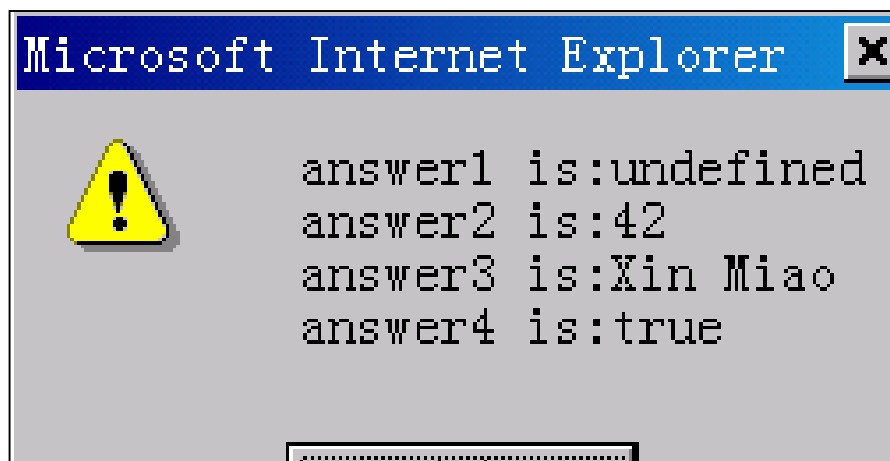 Microsoft Internet Explorer
answer1 is:undefined
answer2 is:42
answer3 is:Xin Miao
answer4 is:true